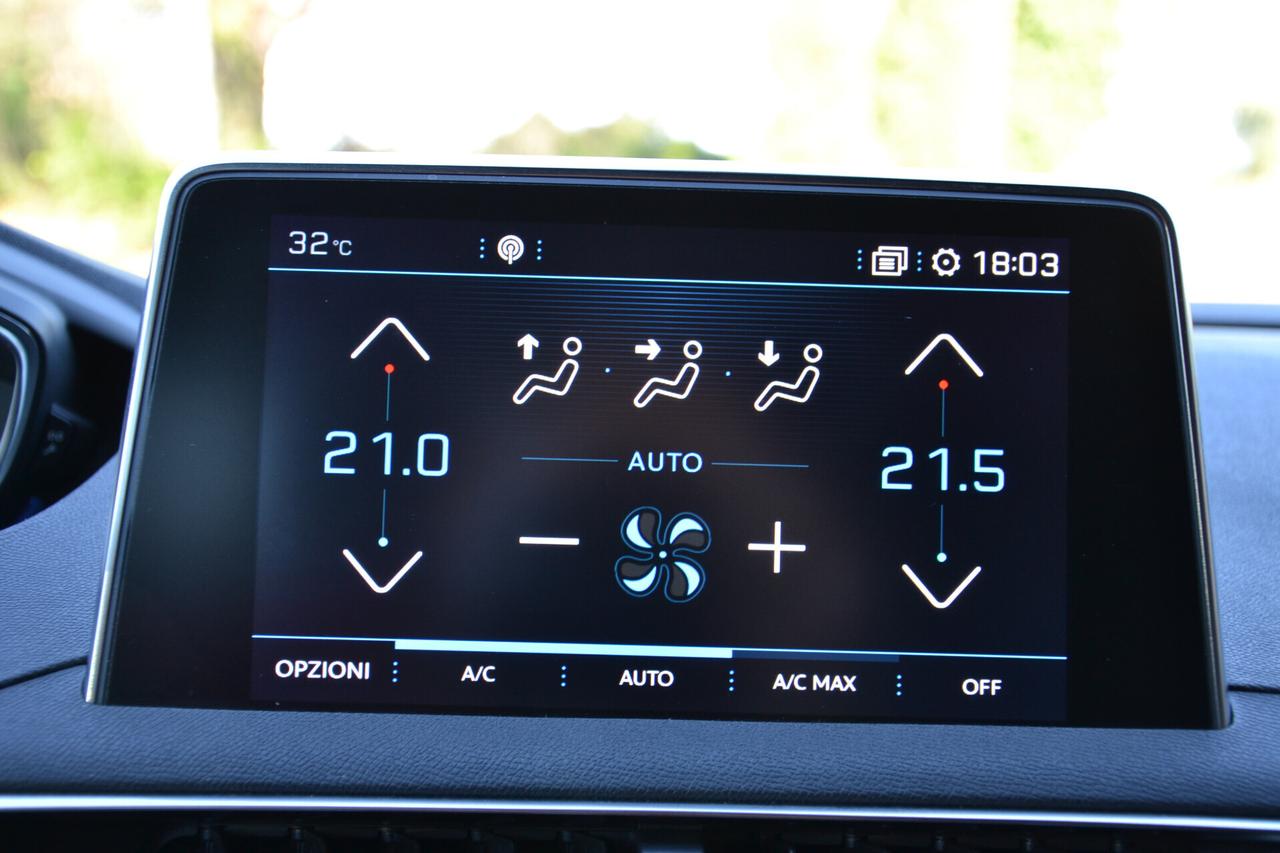 32°C 18:03
21.0 AUTO 21.5
OPZIONI A/C AUTO A/C MAX OFF